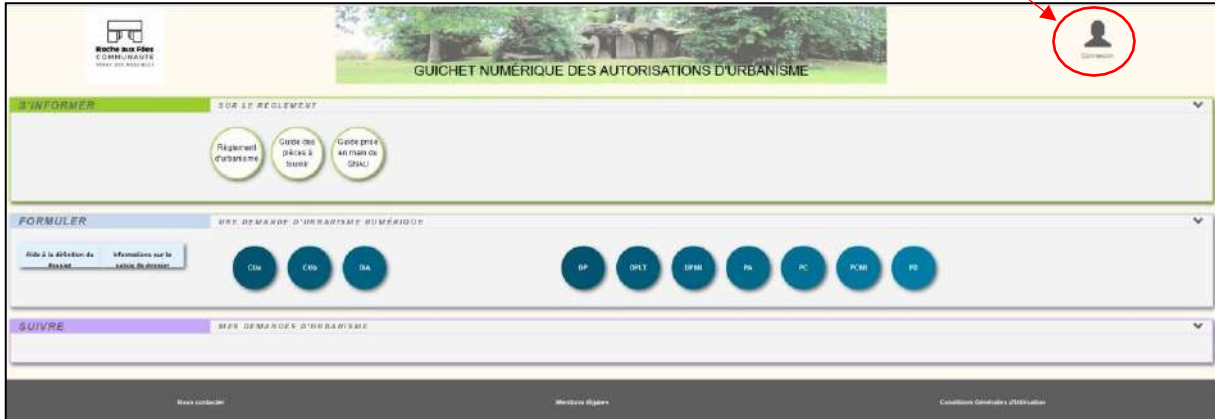 Roche aux Fées
COMMUNAUTÉ
GUICHET NUMÉRIQUE DES AUTORISATIONS D'URBANISME
Connexion
S'INFORMER
SUR LE RÈGLEMENT
Règlement
d'urbanisme
Guide des
pièces à
fournir
Guide prise
en main du
GNAU
FORMULER
UNE DEMANDE D'URBANISME NUMÉRIQUE
Aide à la définition du
dossier
Informations sur la
saisie du dossier
CUa
CUb
DIA
DP
DPLT
DPMI
PA
PC
PCMI
PD
SUIVRE
MES DEMANDES D'URBANISME
Nous contacter
Mentions légales
Conditions Générales d'Utilisation